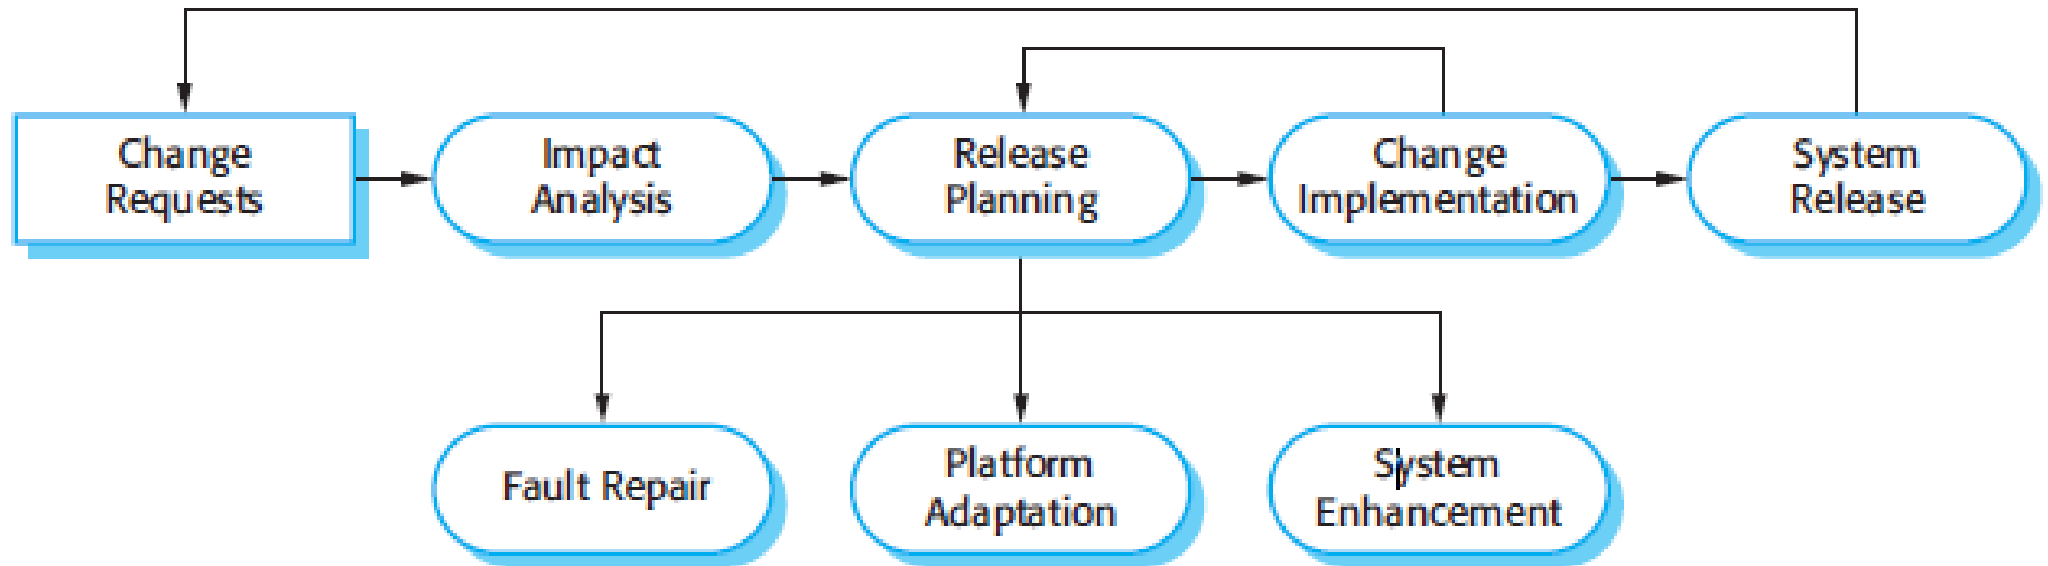 Change
Requests
Impact
Analysis
Release
Planning
Change
Implementation
System
Release
Fault Repair
Platform
Adaptation
System
Enhancement